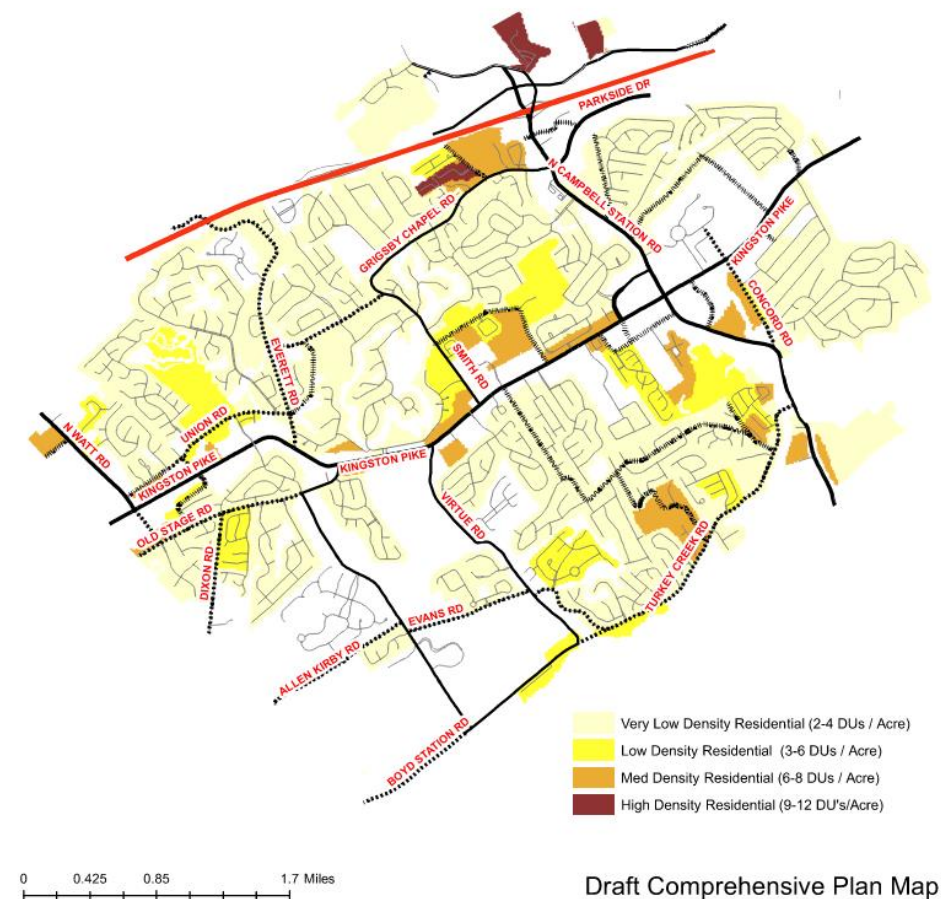 PARKSIDE DR
N CAMPBELL STATION RD
GRIGSBY CHAPEL RD
KINGSTON PIKE
CONCORD RD
EVERETT RD
SMITH RD
UNION RD
N WATT RD
KINGSTON PIKE
KINGSTON PIKE
OLD STAGE RD
DIXON RD
VIRTUE RD
TURKEY CREEK RD
EVANS RD
ALLEN KIRBY RD
BOYD STATION RD
Very Low Density Residential (2-4 DUs / Acre)
Low Density Residential (3-6 DUs / Acre)
Med Density Residential (6-8 DUs / Acre)
High Density Residential (9-12 DU's/Acre)
0 0.425 0.85 1.7 Miles
Draft Comprehensive Plan Map